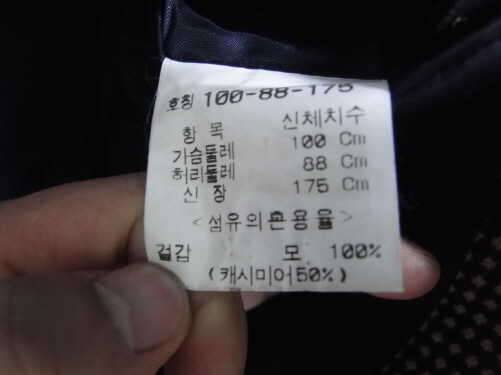 호칭 100-88-175
항 목 신체치수
가슴둘레 100 Cm
허리둘레 88 Cm
신 장 175 Cm
<섬유의혼용율>
겉감 모 100%
(캐시미어50%)